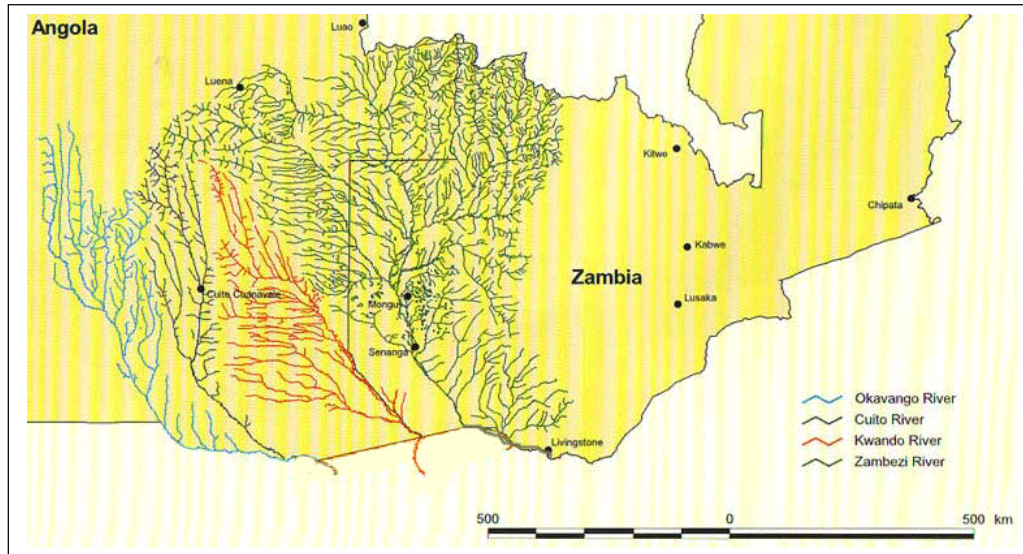 Angola
Luao
Luena
Kitwe
Chipata
Kabwe
Zambia
Cuito Cuanavale
Mongu
Lusaka
Senanga
Okavango River
Cuito River
Kwando River
Zambezi River
Livingstone
500 0 500 km